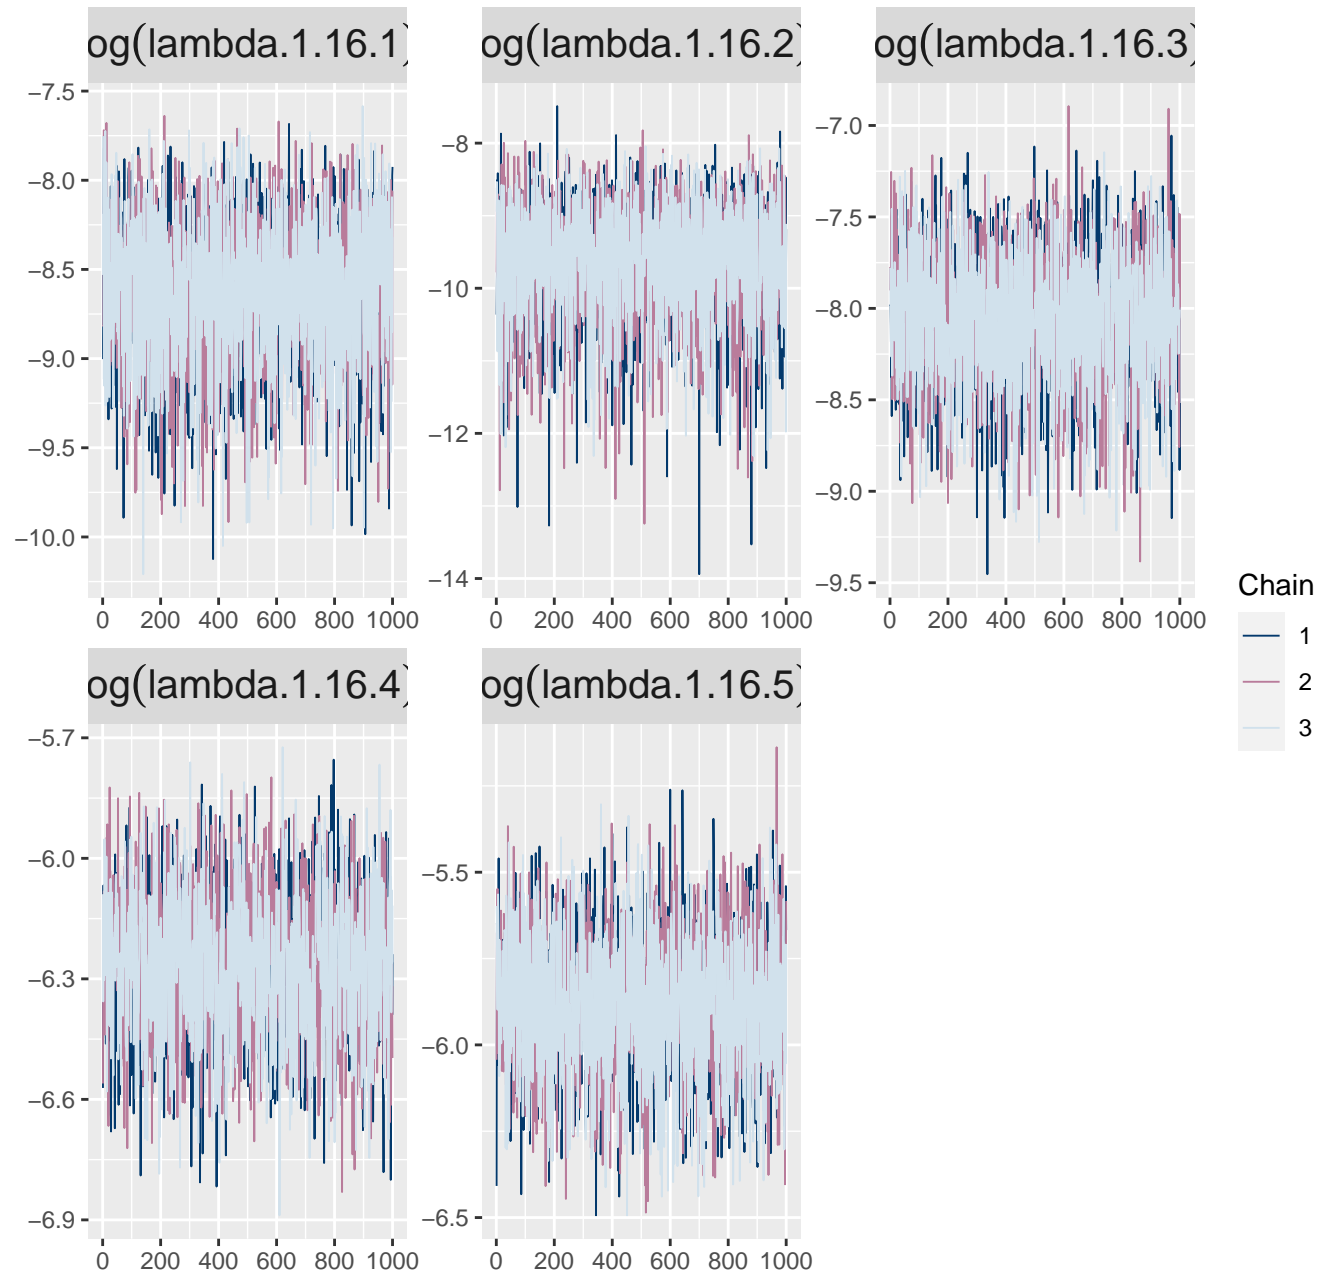 og(lambda.1.16.1)
og(lambda.1.16.2)
og(lambda.1.16.3)
−7.5
−8.0
−8.5
−9.0
−9.5
−10.0
−8
−10
−12
−14
−7.0
−7.5
−8.0
−8.5
−9.0
−9.5
0 200 400 600 800 1000
0 200 400 600 800 1000
0 200 400 600 800 1000
og(lambda.1.16.4)
og(lambda.1.16.5)
−5.7
−6.0
−6.3
−6.6
−6.9
−5.5
−6.0
−6.5
0 200 400 600 800 1000
0 200 400 600 800 1000
Chain
1
2
3